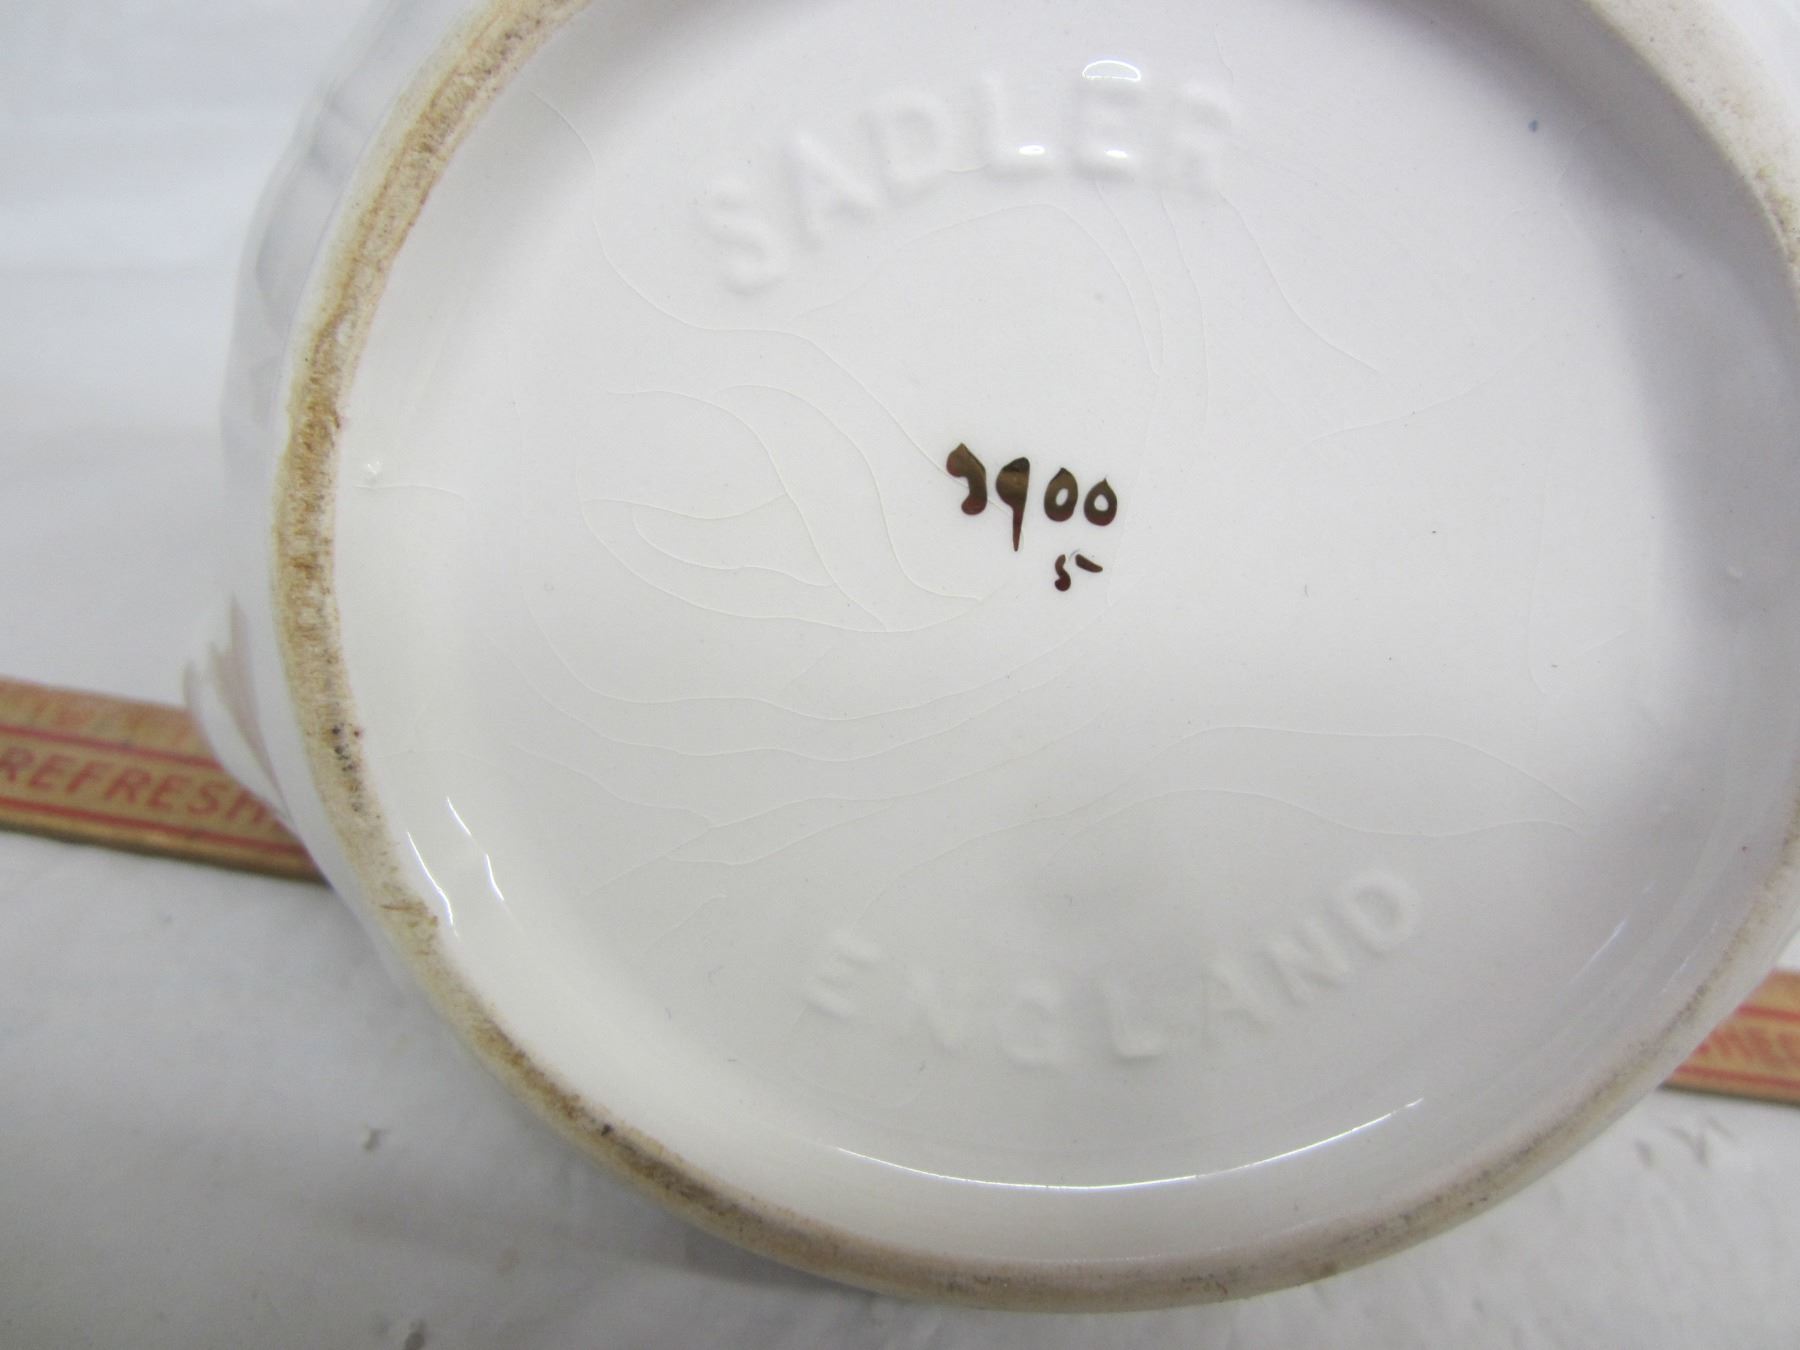 SADLER
3900
5
ENGLAND
REFRESH